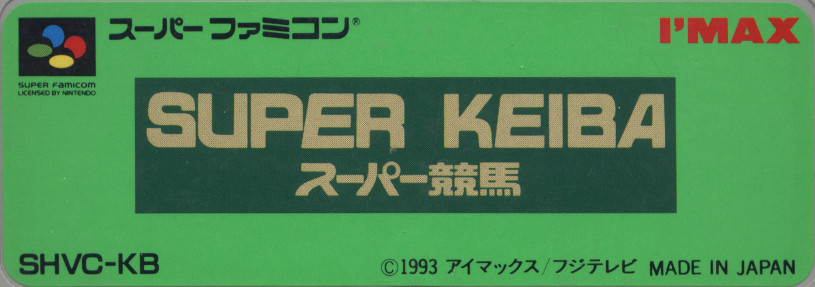 スーパーファミコン®
I'MAX
SUPER FAMICOM
LICENSED BY NINTENDO
SUPER KEIBA
スーパー競馬
SHVC-KB
©1993 アイマックス/フジテレビ MADE IN JAPAN